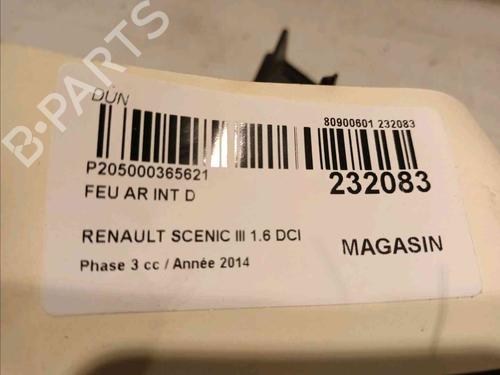 B-PARTS
DÛN
80900601 232083
P205000365621
232083
FEU AR INT D
RENAULT SCENIC III 1.6 DCI
MAGASIN
Phase 3 cc / Année 2014